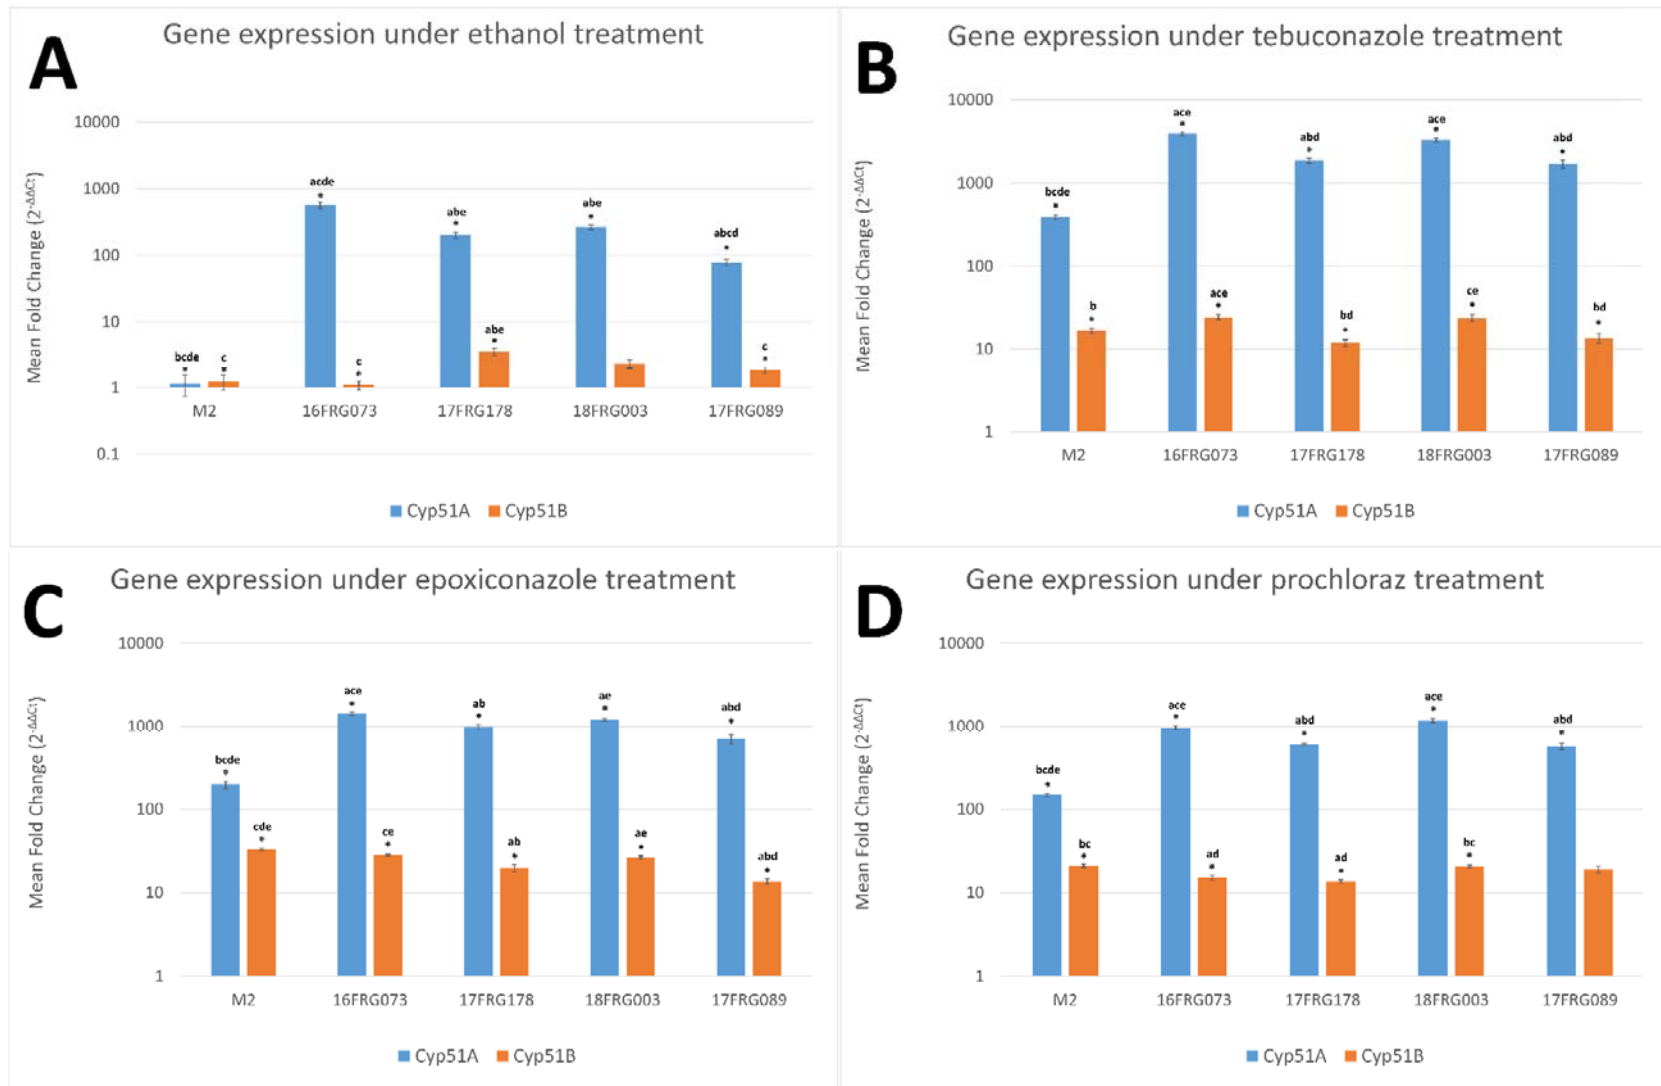 A
Gene expression under ethanol treatment
Mean Fold Change (2^-ΔΔCt)
10000
1000
100
10
1
0.1
bcde
*
c
*
acde
*
c
*
abe
*
abe
*
abe
*
abcd
*
c
*
M2 16FRG073 17FRG178 18FRG003 17FRG089
Cyp51A Cyp51B
B
Gene expression under tebuconazole treatment
Mean Fold Change (2^-ΔΔCt)
10000
1000
100
10
1
bcde
*
b
*
ace
*
ace
*
abd
*
bd
*
ace
*
ce
*
abd
*
bd
*
M2 16FRG073 17FRG178 18FRG003 17FRG089
Cyp51A Cyp51B
C
Gene expression under epoxiconazole treatment
Mean Fold Change (2^-ΔΔCt)
10000
1000
100
10
1
bcde
*
cde
*
ace
*
ce
*
ab
*
ab
*
ae
*
ae
*
abd
*
abd
*
M2 16FRG073 17FRG178 18FRG003 17FRG089
Cyp51A Cyp51B
D
Gene expression under prochloraz treatment
Mean Fold Change (2^-ΔΔCt)
10000
1000
100
10
1
bcde
*
bc
*
ace
*
ad
*
abd
*
ad
*
ace
*
bc
*
abd
*
M2 16FRG073 17FRG178 18FRG003 17FRG089
Cyp51A Cyp51B